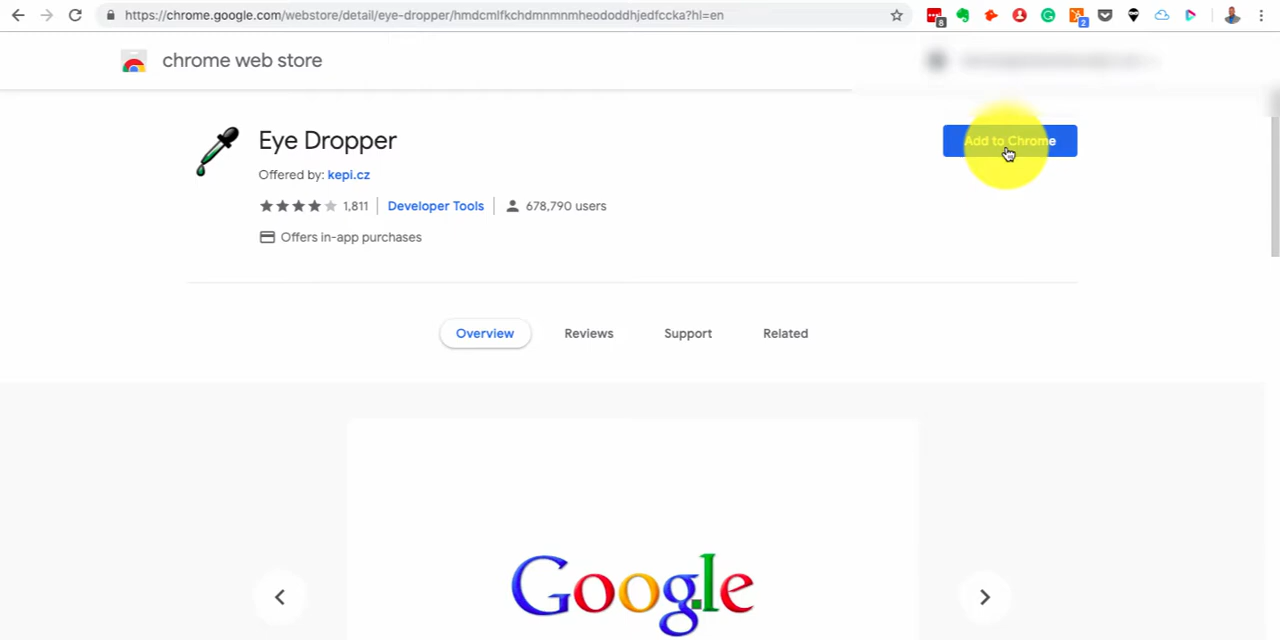 https://chrome.google.com/webstore/detail/eye-dropper/hmdcmlfkchdmnmnmheododdhjedfccka?hl=en
8
2
chrome web store
Eye Dropper
Add to Chrome
Offered by: kepi.cz
1,811 Developer Tools 678,790 users
Offers in-app purchases
Overview Reviews Support Related
Google